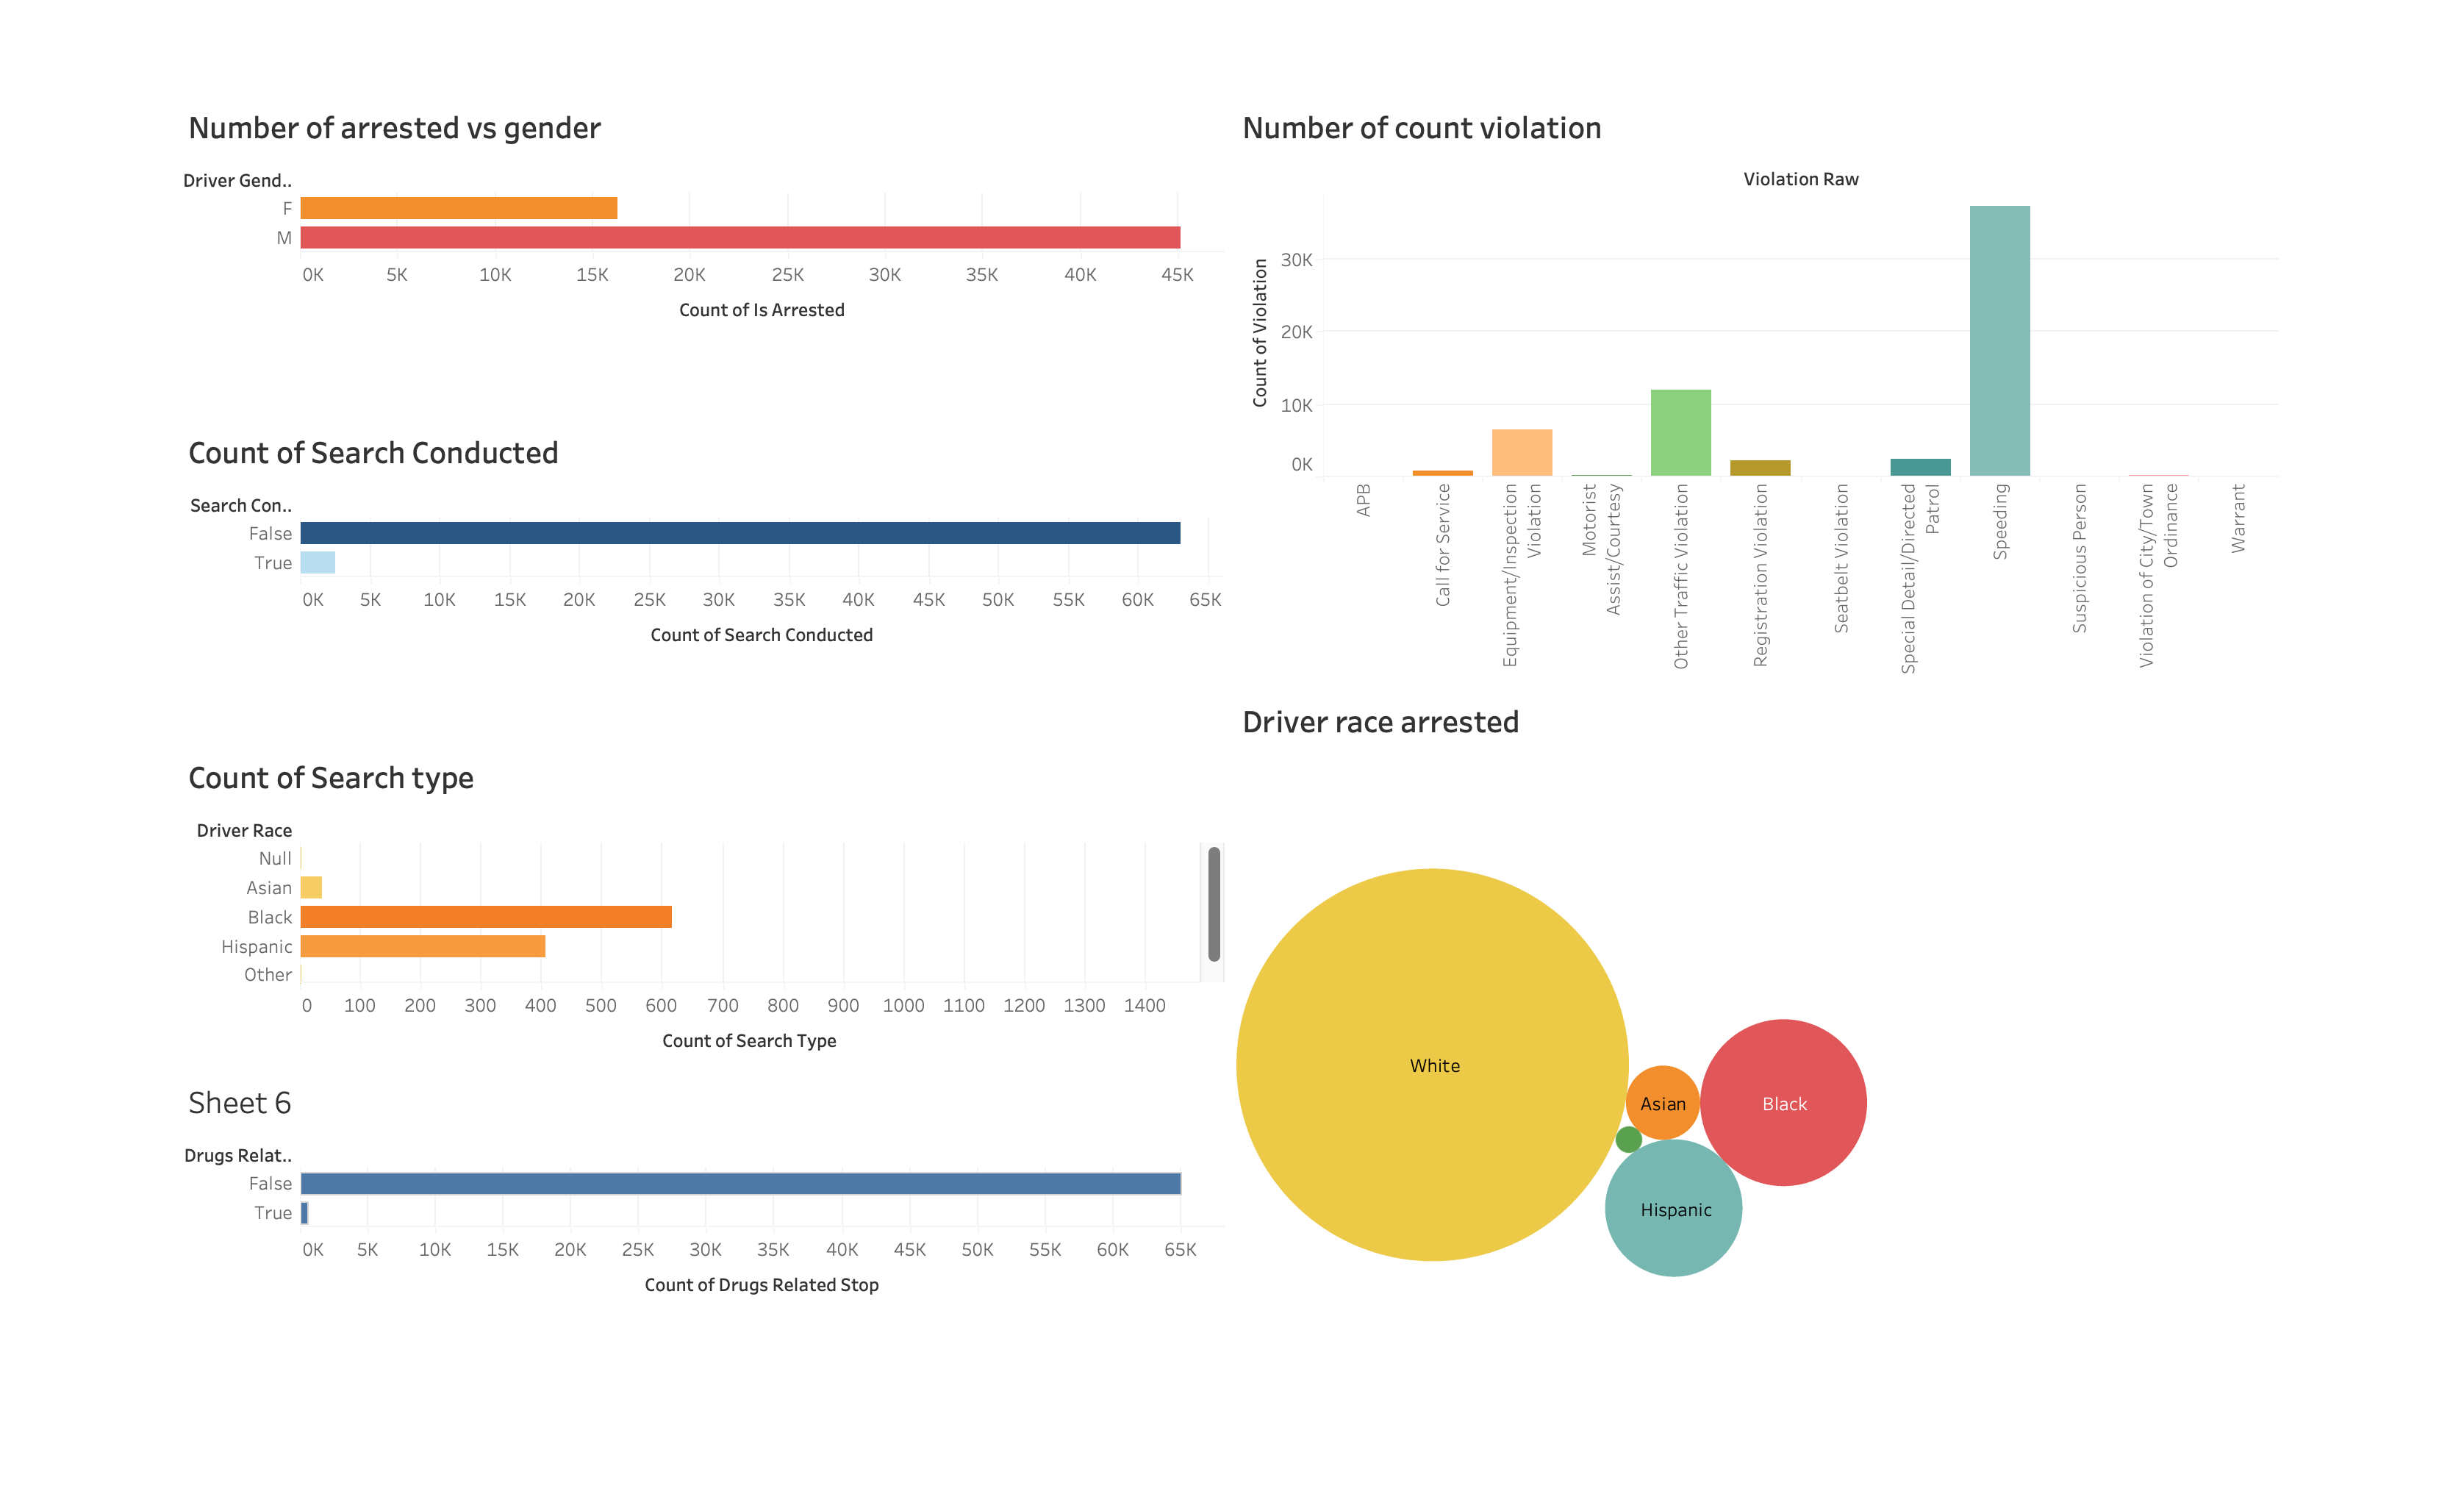 Number of arrested vs gender
Driver Gend..
F
M
0K 5K 10K 15K 20K 25K 30K 35K 40K 45K
Count of Is Arrested
Count of Search Conducted
Search Con..
False
True
0K 5K 10K 15K 20K 25K 30K 35K 40K 45K 50K 55K 60K 65K
Count of Search Conducted
Count of Search type
Driver Race
Null
Asian
Black
Hispanic
Other
0 100 200 300 400 500 600 700 800 900 1000 1100 1200 1300 1400
Count of Search Type
Sheet 6
Drugs Relat..
False
True
0K 5K 10K 15K 20K 25K 30K 35K 40K 45K 50K 55K 60K 65K
Count of Drugs Related Stop
Number of count violation
Violation Raw
Count of Violation
30K
20K
10K
0K
APB
Call for Service
Equipment/Inspection
Violation
Motorist
Assist/Courtesy
Other Traffic Violation
Registration Violation
Seatbelt Violation
Special Detail/Directed
Patrol
Speeding
Suspicious Person
Violation of City/Town
Ordinance
Warrant
Driver race arrested
White
Asian
Black
Hispanic